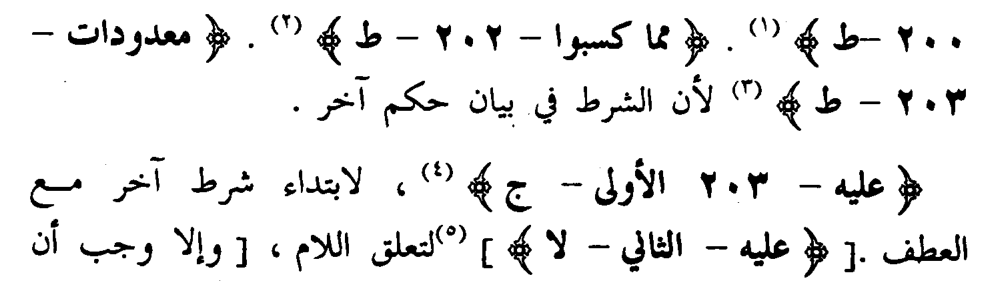 ٢٠٠ –ط ﴾ (١) . ﴿ مما كسبوا – ٢٠٢ – ط ﴾ (٢) . ﴿ معدودات –
٢٠٣ – ط ﴾ (٣) لأن الشرط في بيان حكم آخر .
﴿ عليه – ٢٠٣ الأولى – ج ﴾ (٤) ، لابتداء شرط آخر مع
العطف .[ ﴿ عليه – الثاني – لا ﴾ ] (٥)لتعلق اللام ، [ وإلا وجب أن